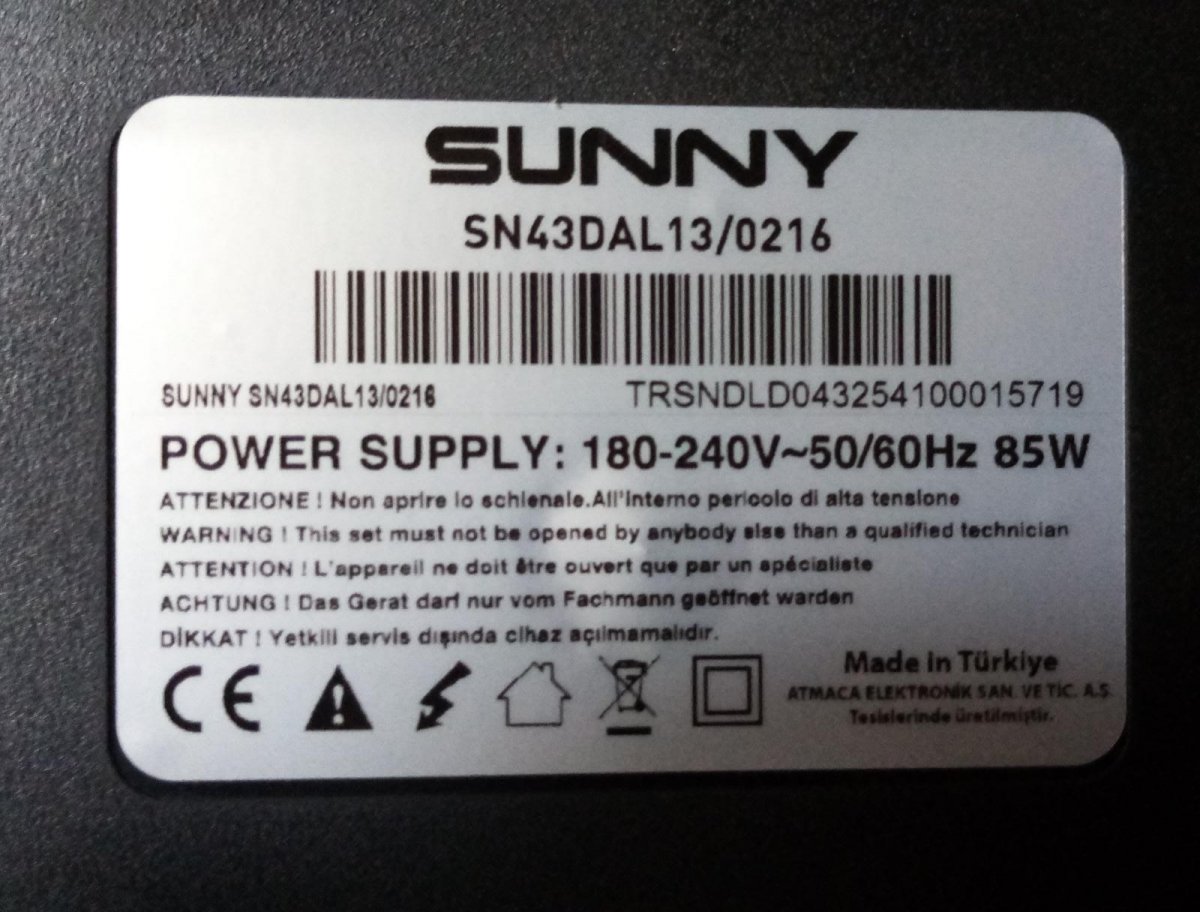 SUNNY
SN43DAL13/0216
SUNNY SN43DAL13/0216 TRSNDLD043254100015719
POWER SUPPLY: 180-240V~50/60Hz 85W
ATTENZIONE ! Non aprire lo schienale.All'interno pericolo di alta tensione
WARNING ! This set must not be opened by anybody else than a qualified technician
ATTENTION ! L'appareil ne doit être ouvert que par un spécialiste
ACHTUNG ! Das Gerat darf nur vom Fachmann geöffnet warden
DİKKAT ! Yetkili servis dışında cihaz açılmamalıdır.
CE
Made in Türkiye
ATMACA ELEKTRONİK SAN. VE TİC. A.Ş
Tesislerinde üretilmiştir.